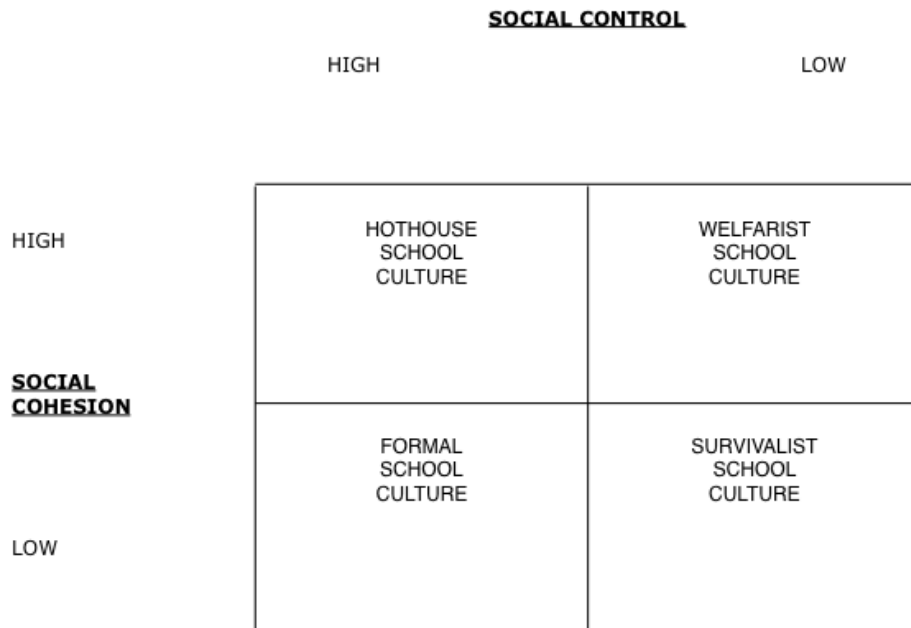 SOCIAL CONTROL
HIGH LOW
HIGH
HOTHOUSE
SCHOOL
CULTURE
WELFARIST
SCHOOL
CULTURE
SOCIAL
COHESION
FORMAL
SCHOOL
CULTURE
SURVIVALIST
SCHOOL
CULTURE
LOW